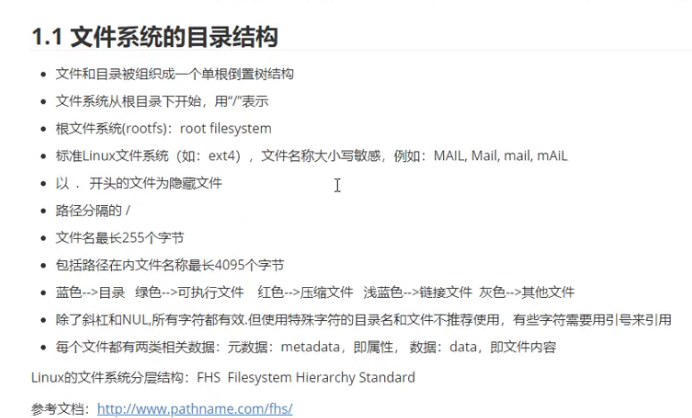 1.1 文件系统的目录结构
• 文件和目录被组织成一个单根倒置树结构
• 文件系统从根目录下开始，用“/”表示
• 根文件系统(rootfs)：root filesystem
• 标准Linux文件系统（如：ext4），文件名称大小写敏感，例如：MAIL, Mail, mail, mAiL
• 以 . 开头的文件为隐藏文件
• 路径分隔的 /
• 文件名最长255个字节
• 包括路径在内文件名称最长4095个字节
• 蓝色-->目录 绿色-->可执行文件 红色-->压缩文件 浅蓝色-->链接文件 灰色-->其他文件
• 除了斜杠和NUL,所有字符都有效.但使用特殊字符的目录名和文件不推荐使用，有些字符需要用引号来引用
• 每个文件都有两类相关数据：元数据：metadata，即属性， 数据：data，即文件内容
Linux的文件系统分层结构：FHS Filesystem Hierarchy Standard
参考文档：http://www.pathname.com/fhs/